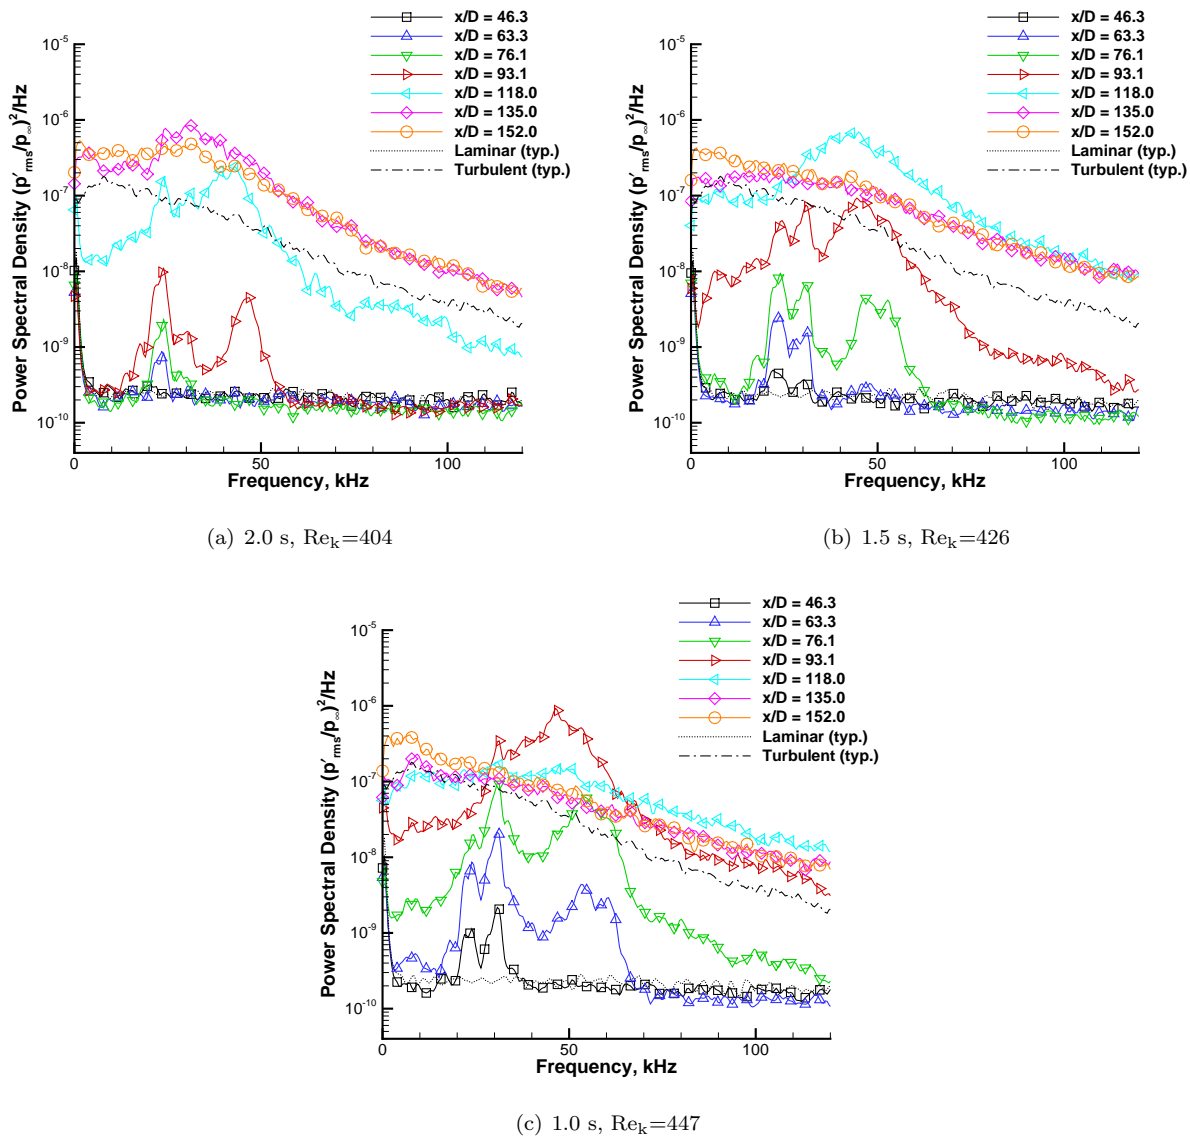 x/D = 46.3
x/D = 63.3
x/D = 76.1
x/D = 93.1
x/D = 118.0
x/D = 135.0
x/D = 152.0
Laminar (typ.)
Turbulent (typ.)
Power Spectral Density (p′rms/p∞)²/Hz
10⁻⁵
10⁻⁶
10⁻⁷
10⁻⁸
10⁻⁹
10⁻¹⁰
0 50 100
Frequency, kHz
(a) 2.0 s, Reₖ=404
x/D = 46.3
x/D = 63.3
x/D = 76.1
x/D = 93.1
x/D = 118.0
x/D = 135.0
x/D = 152.0
Laminar (typ.)
Turbulent (typ.)
Power Spectral Density (p′rms/p∞)²/Hz
10⁻⁵
10⁻⁶
10⁻⁷
10⁻⁸
10⁻⁹
10⁻¹⁰
0 50 100
Frequency, kHz
(b) 1.5 s, Reₖ=426
x/D = 46.3
x/D = 63.3
x/D = 76.1
x/D = 93.1
x/D = 118.0
x/D = 135.0
x/D = 152.0
Laminar (typ.)
Turbulent (typ.)
Power Spectral Density (p′rms/p∞)²/Hz
10⁻⁵
10⁻⁶
10⁻⁷
10⁻⁸
10⁻⁹
10⁻¹⁰
0 50 100
Frequency, kHz
(c) 1.0 s, Reₖ=447